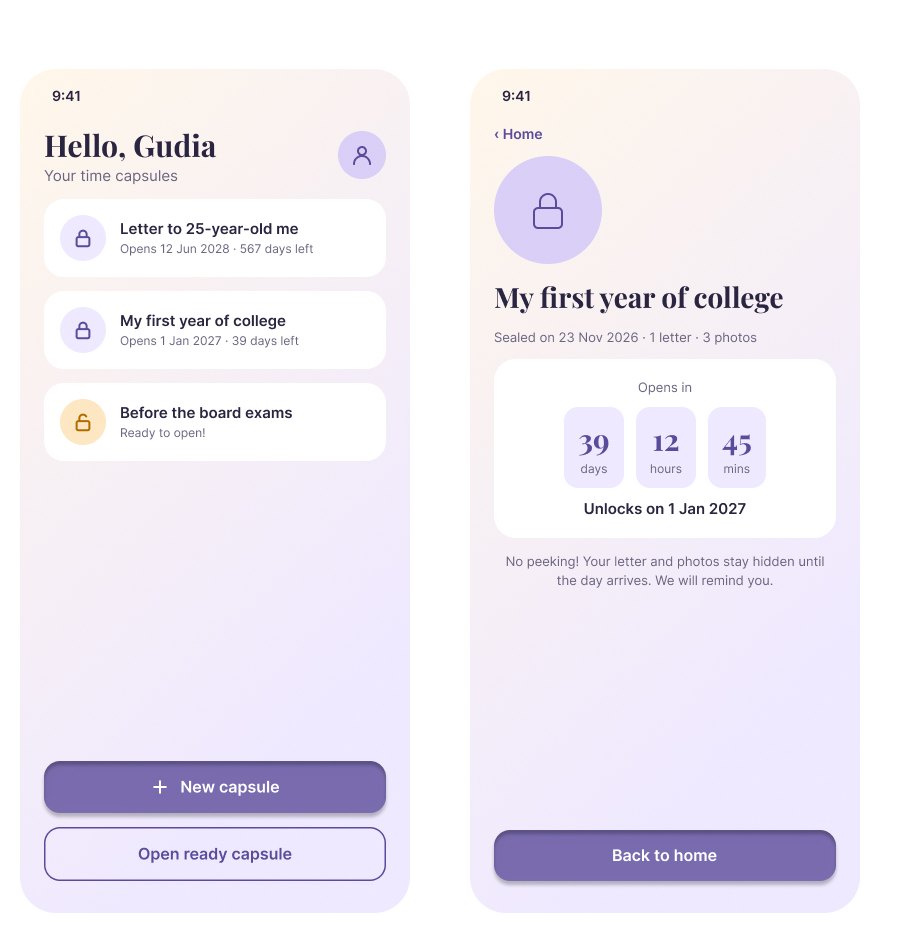 9:41
Hello, Gudia
Your time capsules
Letter to 25-year-old me
Opens 12 Jun 2028 · 567 days left
My first year of college
Opens 1 Jan 2027 · 39 days left
Before the board exams
Ready to open!
New capsule
Open ready capsule
9:41
‹ Home
My first year of college
Sealed on 23 Nov 2026 · 1 letter · 3 photos
Opens in
39 12 45
days hours mins
Unlocks on 1 Jan 2027
No peeking! Your letter and photos stay hidden until
the day arrives. We will remind you.
Back to home